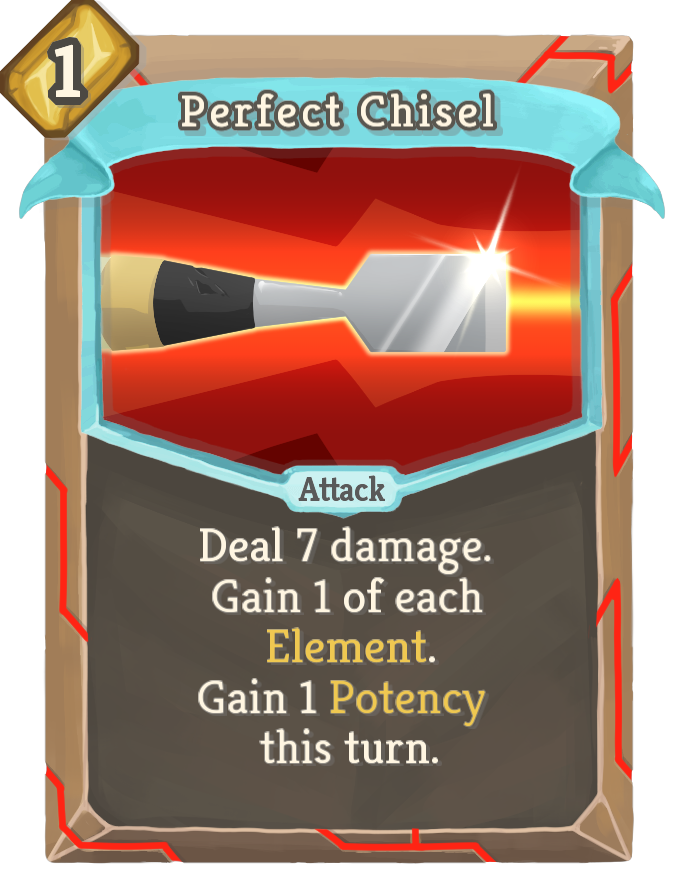 1
Perfect Chisel
Attack
Deal 7 damage.
Gain 1 of each
Element.
Gain 1 Potency
this turn.